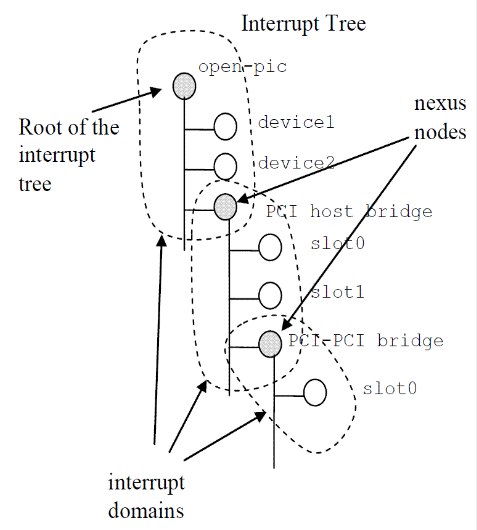 Interrupt Tree
open-pic
nexus
nodes
device1
Root of the
interrupt
tree
device2
PCI host bridge
slot0
slot1
PCI-PCI bridge
slot0
interrupt
domains